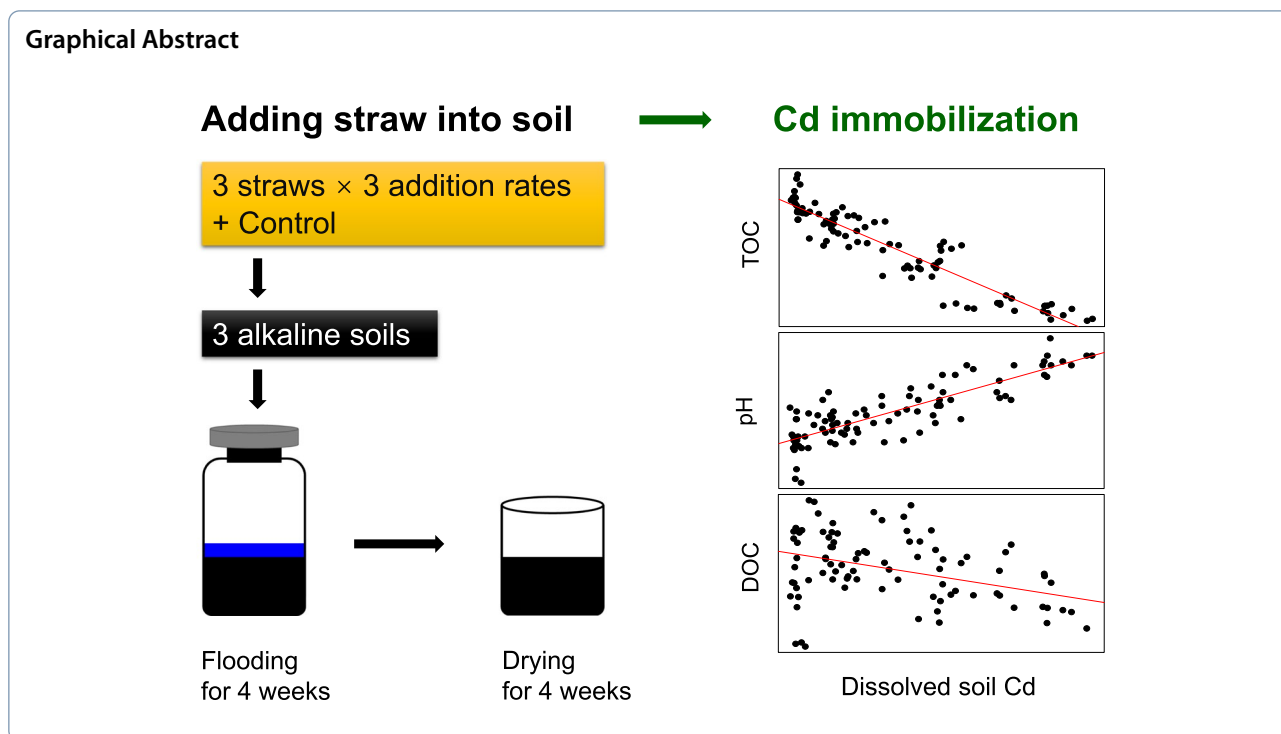 Graphical Abstract
Adding straw into soil
Cd immobilization
3 straws × 3 addition rates
+ Control
3 alkaline soils
Flooding
for 4 weeks
Drying
for 4 weeks
TOC
pH
DOC
Dissolved soil Cd